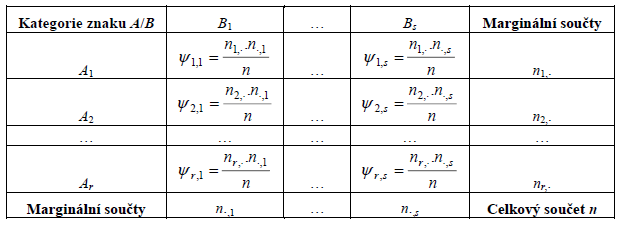 Kategorie znaku A/B B₁ … Bₛ Marginální součty
A₁ ψ₁,₁ = n₁,. . n.,₁ / n … ψ₁,ₛ = n₁,. . n.,ₛ / n n₁,.
A₂ ψ₂,₁ = n₂,. . n.,₁ / n … ψ₂,ₛ = n₂,. . n.,ₛ / n n₂,.
… … … … …
Aᵣ ψᵣ,₁ = nᵣ,. . n.,₁ / n … ψᵣ,ₛ = nᵣ,. . n.,ₛ / n nᵣ,.
Marginální součty n.,₁ … n.,ₛ Celkový součet n